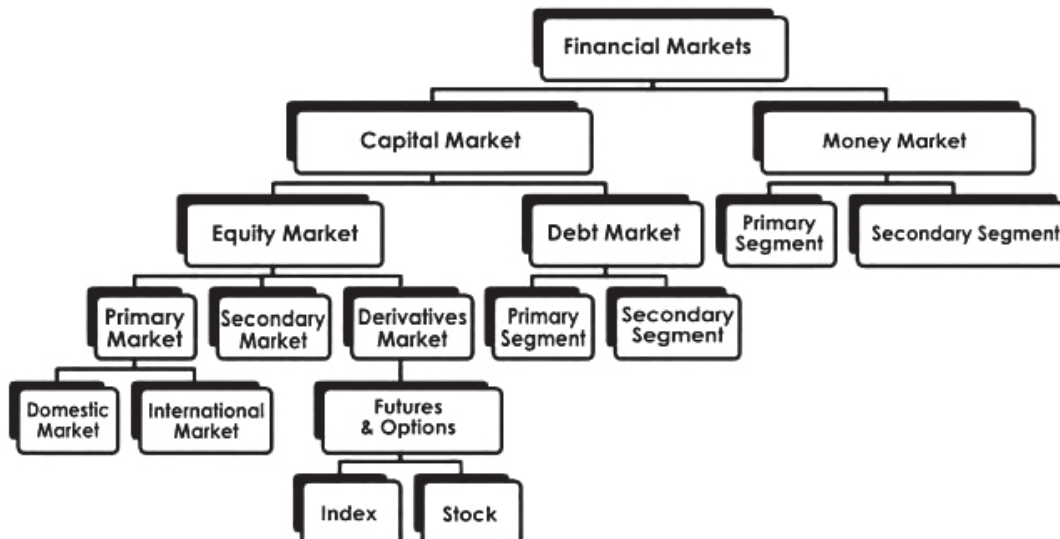 Financial Markets
Capital Market
Money Market
Equity Market
Debt Market
Primary
Segment
Secondary Segment
Primary
Market
Secondary
Market
Derivatives
Market
Primary
Segment
Secondary
Segment
Domestic
Market
International
Market
Futures
& Options
Index
Stock